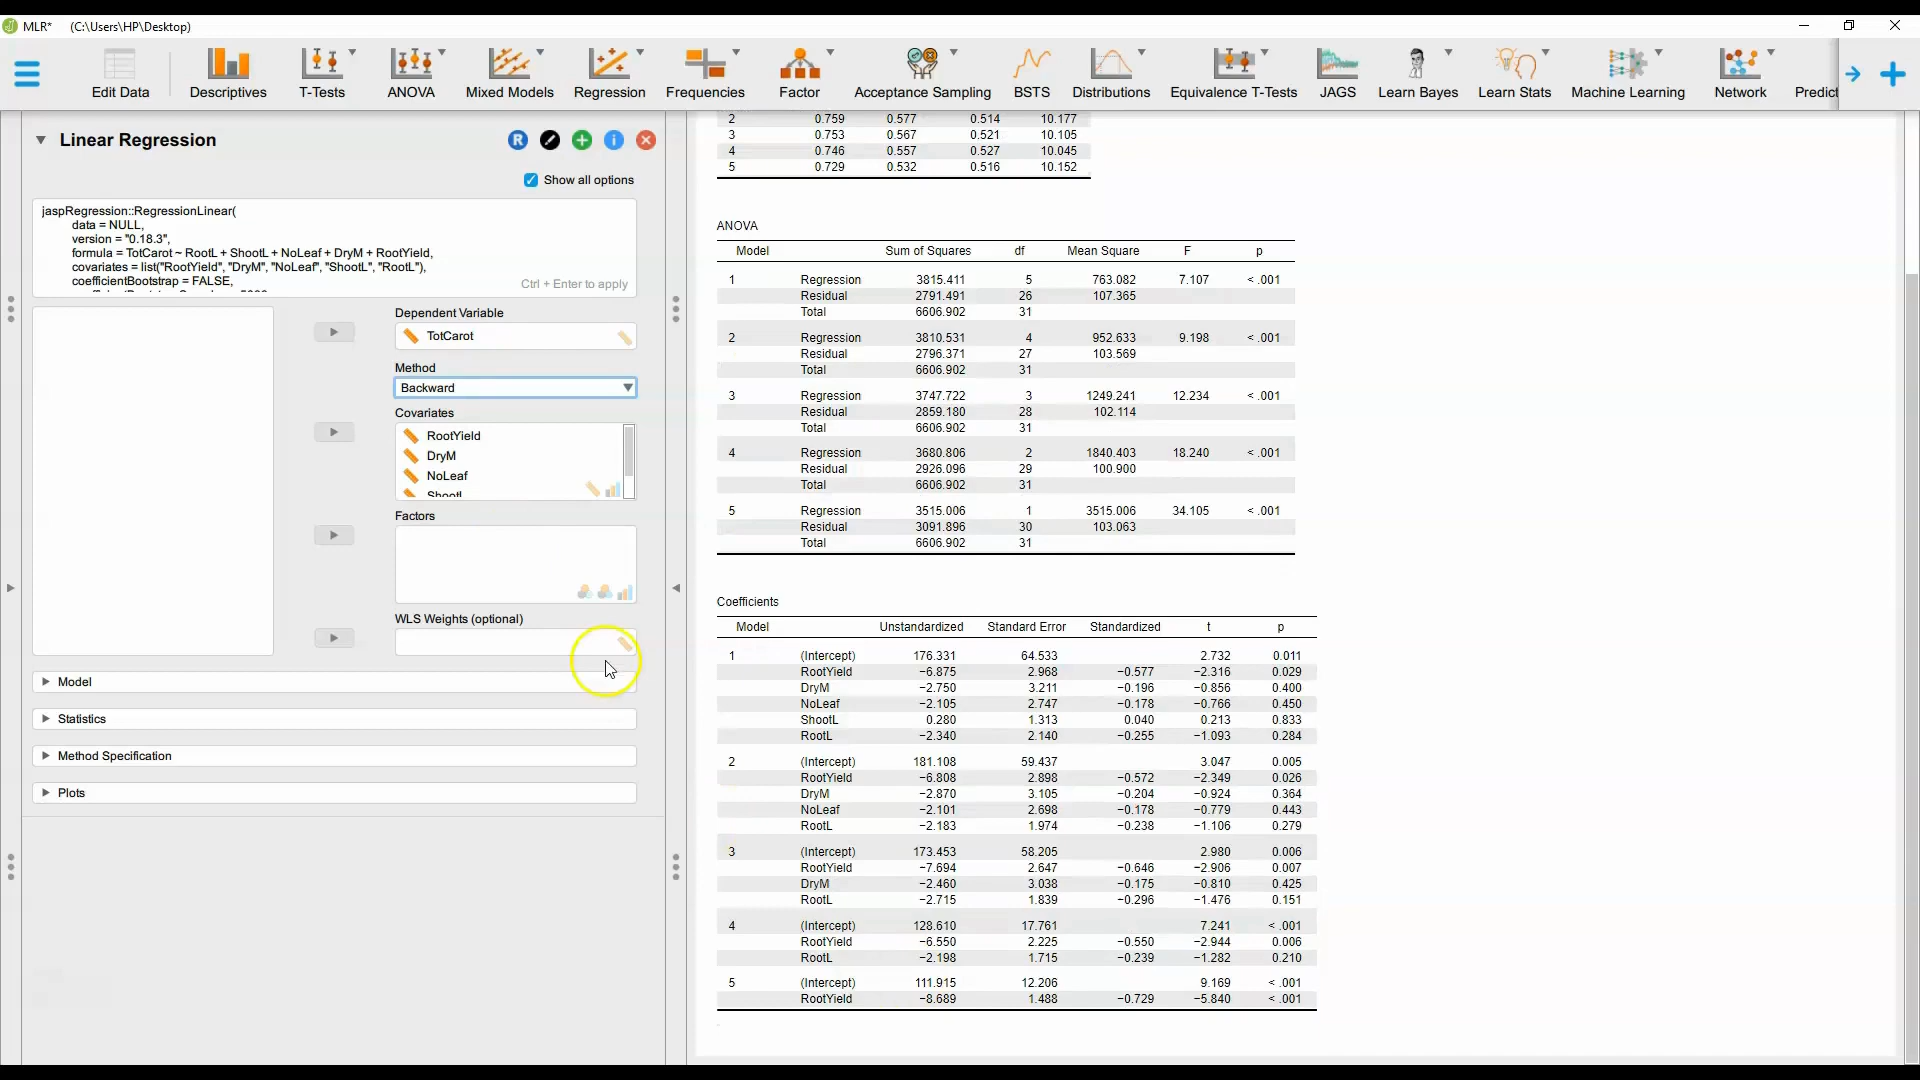 MLR* (C:\Users\HP\Desktop)
Edit Data Descriptives T-Tests ANOVA Mixed Models Regression Frequencies Factor Acceptance Sampling BSTS Distributions Equivalence T-Tests JAGS Learn Bayes Learn Stats Machine Learning Network Predict
Linear Regression
R
Show all options
jaspRegression::RegressionLinear(
data = NULL,
version = "0.18.3",
formula = TotCarot ~ RootL + ShootL + NoLeaf + DryM + RootYield,
covariates = list("RootYield", "DryM", "NoLeaf", "ShootL", "RootL"),
coefficientBootstrap = FALSE,
Ctrl + Enter to apply
Dependent Variable
TotCarot
Method
Backward
Covariates
RootYield
DryM
NoLeaf
ShootL
Factors
WLS Weights (optional)
Model
Statistics
Method Specification
Plots
2 0.759 0.577 0.514 10.177
3 0.753 0.567 0.521 10.105
4 0.746 0.557 0.527 10.045
5 0.729 0.532 0.516 10.152
ANOVA
Model Sum of Squares df Mean Square F p
1 Regression 3815.411 5 763.082 7.107 < .001
Residual 2791.491 26 107.365
Total 6606.902 31
2 Regression 3810.531 4 952.633 9.198 < .001
Residual 2796.371 27 103.569
Total 6606.902 31
3 Regression 3747.722 3 1249.241 12.234 < .001
Residual 2859.180 28 102.114
Total 6606.902 31
4 Regression 3680.806 2 1840.403 18.240 < .001
Residual 2926.096 29 100.900
Total 6606.902 31
5 Regression 3515.006 1 3515.006 34.105 < .001
Residual 3091.896 30 103.063
Total 6606.902 31
Coefficients
Model Unstandardized Standard Error Standardized t p
1 (Intercept) 176.331 64.533 2.732 0.011
RootYield −6.875 2.968 −0.577 −2.316 0.029
DryM −2.750 3.211 −0.196 −0.856 0.400
NoLeaf −2.105 2.747 −0.178 −0.766 0.450
ShootL 0.280 1.313 0.040 0.213 0.833
RootL −2.340 2.140 −0.255 −1.093 0.284
2 (Intercept) 181.108 59.437 3.047 0.005
RootYield −6.808 2.898 −0.572 −2.349 0.026
DryM −2.870 3.105 −0.204 −0.924 0.364
NoLeaf −2.101 2.698 −0.178 −0.779 0.443
RootL −2.183 1.974 −0.238 −1.106 0.279
3 (Intercept) 173.453 58.205 2.980 0.006
RootYield −7.694 2.647 −0.646 −2.906 0.007
DryM −2.460 3.038 −0.175 −0.810 0.425
RootL −2.715 1.839 −0.296 −1.476 0.151
4 (Intercept) 128.610 17.761 7.241 < .001
RootYield −6.550 2.225 −0.550 −2.944 0.006
RootL −2.198 1.715 −0.239 −1.282 0.210
5 (Intercept) 111.915 12.206 9.169 < .001
RootYield −8.689 1.488 −0.729 −5.840 < .001